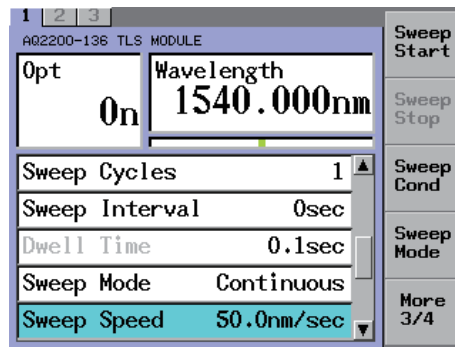 1 2 3
AQ2200-136 TLS MODULE
Opt
On
Wavelength
1540.000nm
Sweep Cycles 1
Sweep Interval 0sec
Dwell Time 0.1sec
Sweep Mode Continuous
Sweep Speed 50.0nm/sec
Sweep
Start
Sweep
Stop
Sweep
Cond
Sweep
Mode
More
3/4